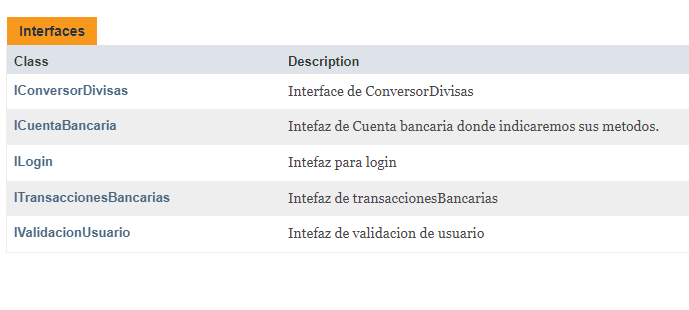 Interfaces
Class Description
IConversorDivisas Interface de ConversorDivisas
ICuentaBancaria Intefaz de Cuenta bancaria donde indicaremos sus metodos.
ILogin Intefaz para login
ITransaccionesBancarias Intefaz de transaccionesBancarias
IValidacionUsuario Intefaz de validacion de usuario